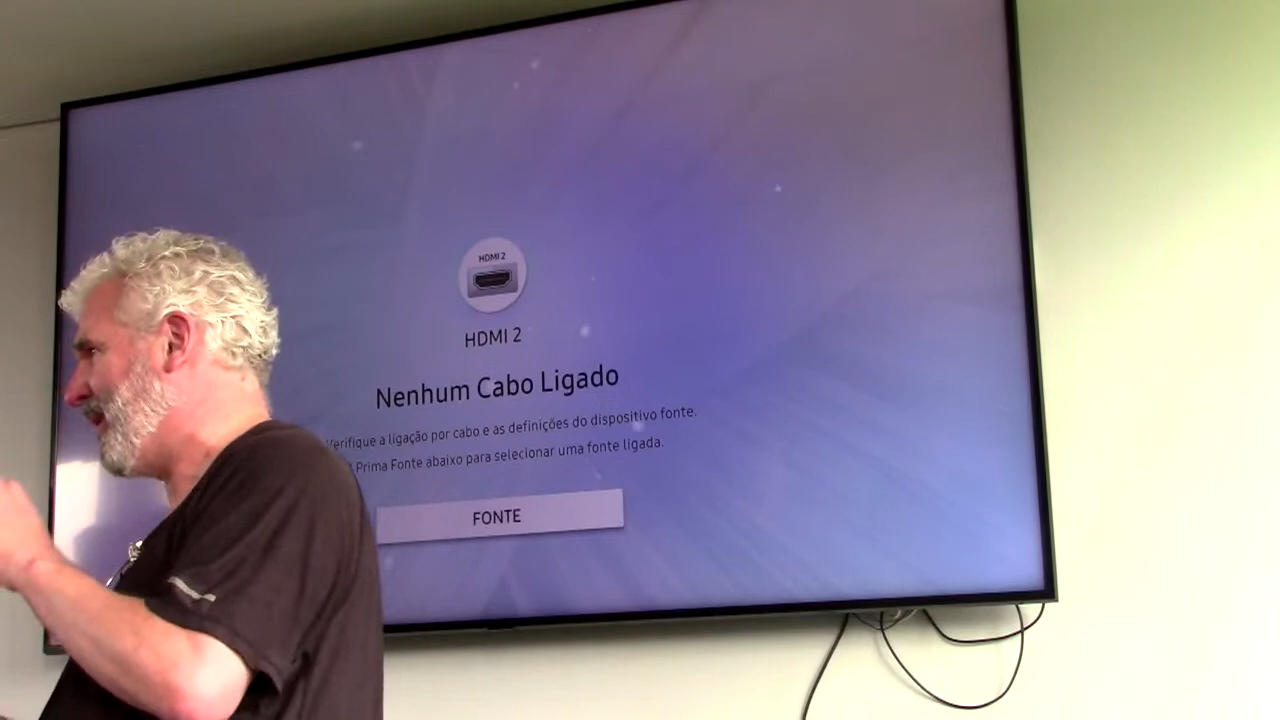 HDMI 2
HDMI 2
Nenhum Cabo Ligado
Verifique a ligação por cabo e as definições do dispositivo fonte.
Prima Fonte abaixo para selecionar uma fonte ligada.
FONTE